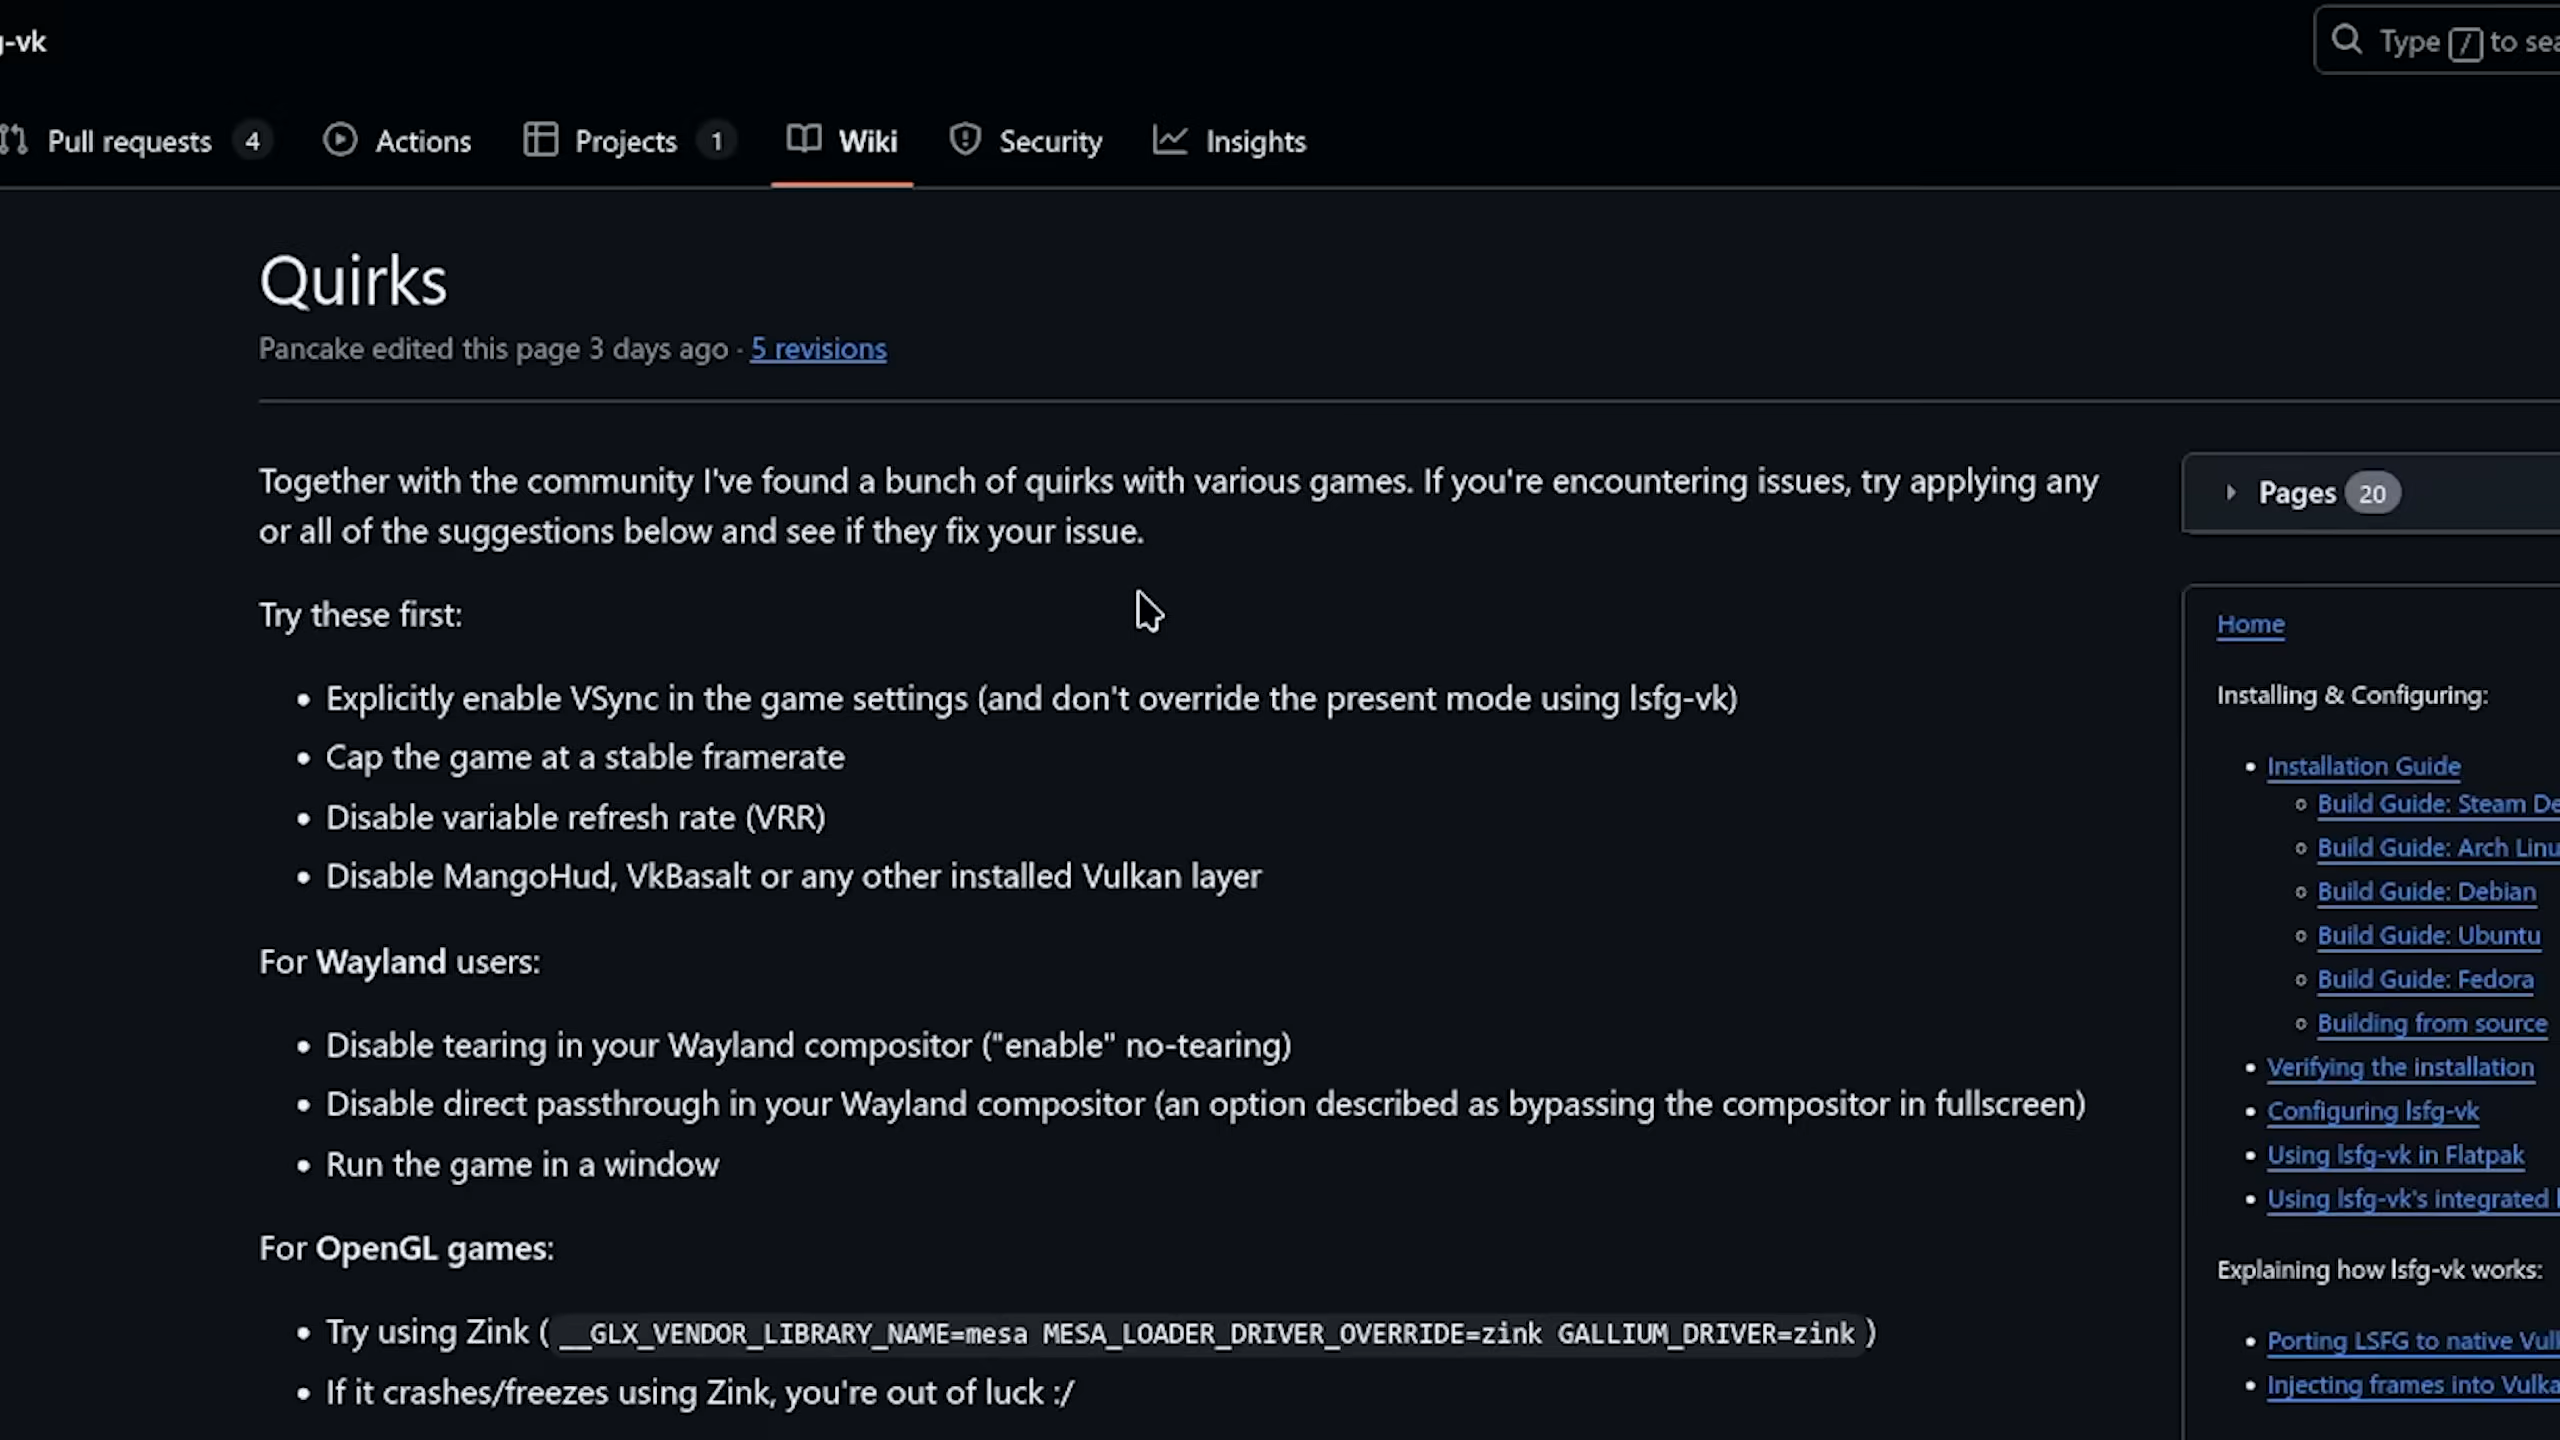 g-vk
Type / to sea
Pull requests 4 Actions Projects 1 Wiki Security Insights
Quirks
Pancake edited this page 3 days ago · 5 revisions
Together with the community I've found a bunch of quirks with various games. If you're encountering issues, try applying any
or all of the suggestions below and see if they fix your issue.
Try these first:
• Explicitly enable VSync in the game settings (and don't override the present mode using lsfg-vk)
• Cap the game at a stable framerate
• Disable variable refresh rate (VRR)
• Disable MangoHud, VkBasalt or any other installed Vulkan layer
For Wayland users:
• Disable tearing in your Wayland compositor ("enable" no-tearing)
• Disable direct passthrough in your Wayland compositor (an option described as bypassing the compositor in fullscreen)
• Run the game in a window
For OpenGL games:
• Try using Zink ( __GLX_VENDOR_LIBRARY_NAME=mesa MESA_LOADER_DRIVER_OVERRIDE=zink GALLIUM_DRIVER=zink )
• If it crashes/freezes using Zink, you're out of luck :/
Pages 20
Home
Installing & Configuring:
• Installation Guide
○ Build Guide: Steam De
○ Build Guide: Arch Linu
○ Build Guide: Debian
○ Build Guide: Ubuntu
○ Build Guide: Fedora
○ Building from source
• Verifying the installation
• Configuring lsfg-vk
• Using lsfg-vk in Flatpak
• Using lsfg-vk's integrated
Explaining how lsfg-vk works:
• Porting LSFG to native Vul
• Injecting frames into Vulka